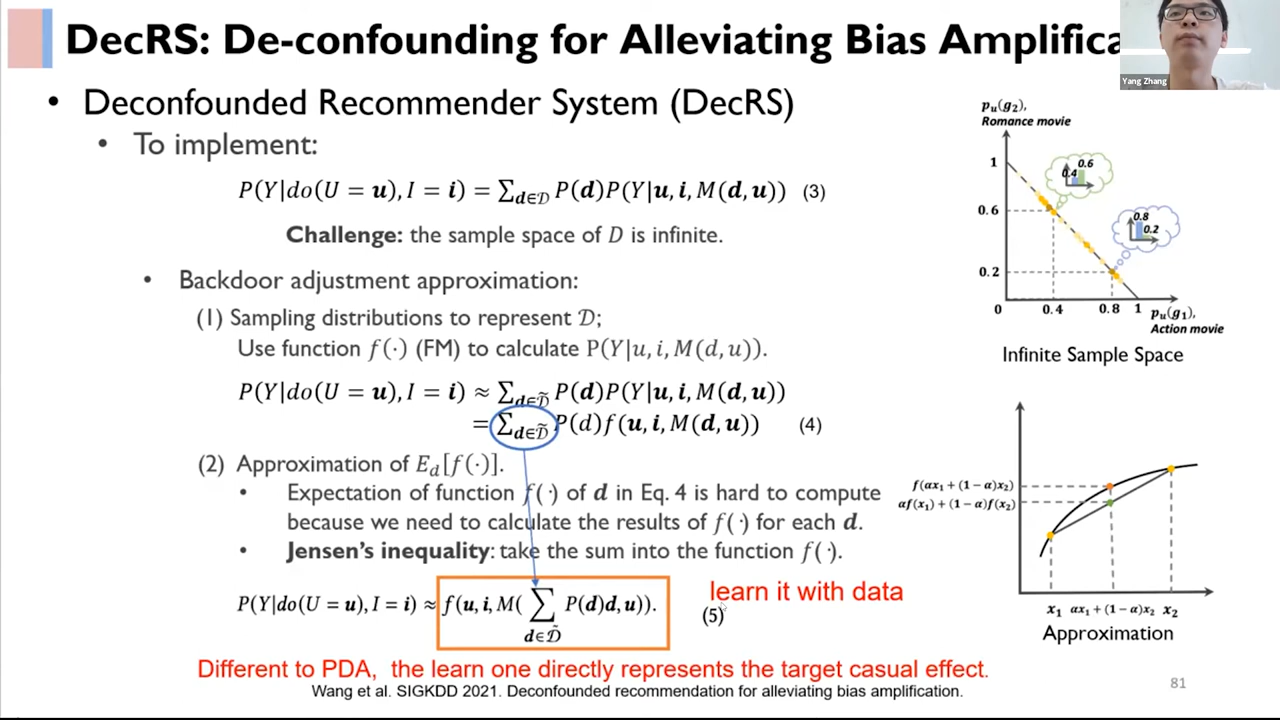 DecRS: De-confounding for Alleviating Bias Amplifica
Yang Zhang
• Deconfounded Recommender System (DecRS)
• To implement:
P(Y|do(U = u), I = i) = ∑_{d∈𝒟} P(d)P(Y|u, i, M(d, u)) (3)
Challenge: the sample space of D is infinite.
• Backdoor adjustment approximation:
(1) Sampling distributions to represent 𝒟;
Use function f(·) (FM) to calculate P(Y|u, i, M(d, u)).
P(Y|do(U = u), I = i) ≈ ∑_{d∈𝒟̃} P(d)P(Y|u, i, M(d, u))
= ∑_{d∈𝒟̃} P(d)f(u, i, M(d, u)) (4)
(2) Approximation of E_d[f(·)].
• Expectation of function f(·) of d in Eq. 4 is hard to compute
because we need to calculate the results of f(·) for each d.
• Jensen's inequality: take the sum into the function f(·).
P(Y|do(U = u), I = i) ≈ f(u, i, M( ∑_{d∈𝒟̃} P(d)d, u)). (5)
learn it with data
Different to PDA, the learn one directly represents the target casual effect.
Wang et al. SIGKDD 2021. Deconfounded recommendation for alleviating bias amplification.
81
p_u(g_2),
Romance movie
1
0.6
0.4
0.6
0.8
0.2
0.2
0 0.4 0.8 1 p_u(g_1),
Action movie
Infinite Sample Space
f(αx_1 + (1 − α)x_2)
αf(x_1) + (1 − α)f(x_2)
x_1 αx_1 + (1 − α)x_2 x_2
Approximation